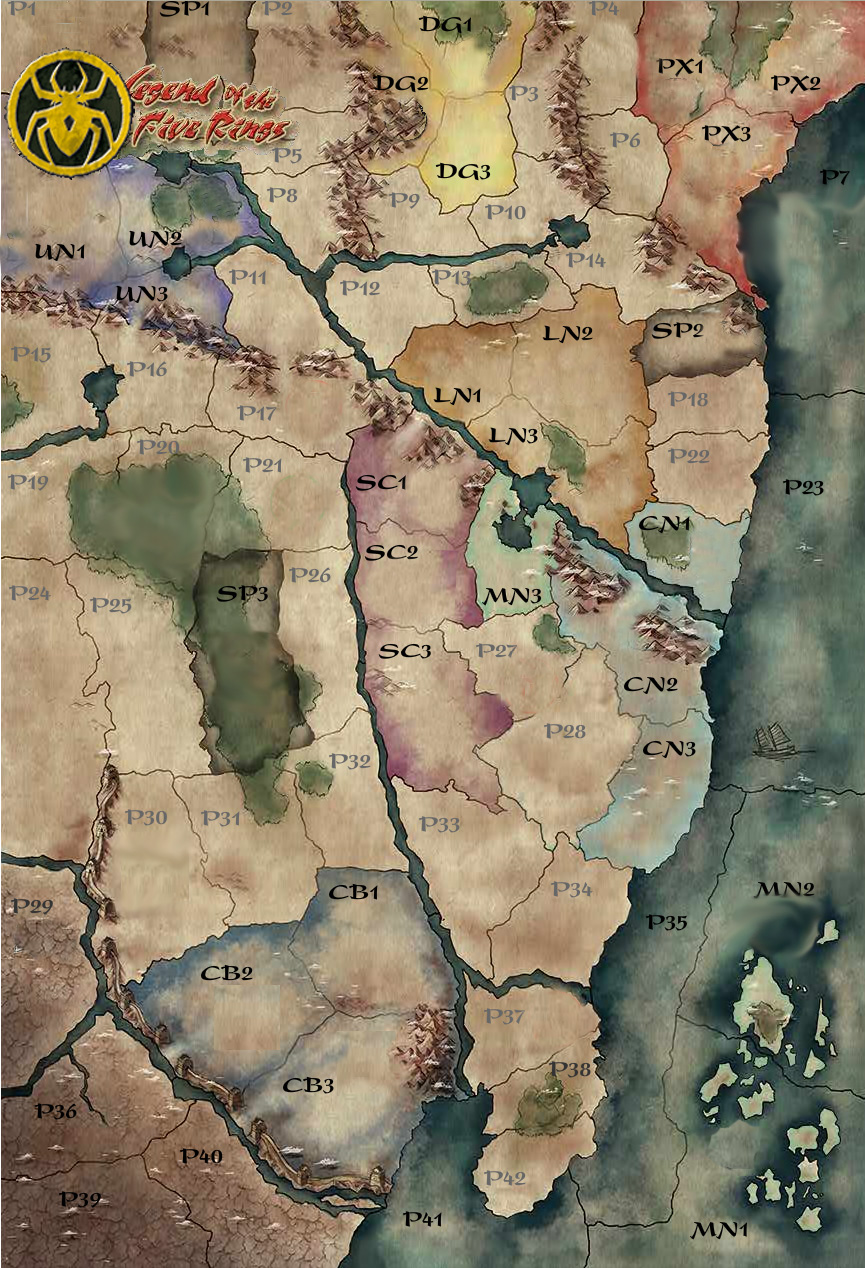 P1
SP1
P2
DG1
P4
PX1
PX2
DG2
P3
Legend of the
Five Rings
PX3
P6
P5
DG3
P7
P8
P9
P10
UN1
UN2
P11
P12
P13
P14
UN3
LN2
SP2
P15
P16
LN1
P18
P17
LN3
P20
P21
P22
P19
SC1
P23
CN1
SC2
P26
P24
P25
SP3
MN3
SC3
P27
CN2
P28
CN3
P32
P30
P31
P33
CB1
P34
MN2
P29
P35
CB2
P37
P38
CB3
P36
P40
P42
P39
P41
MN1